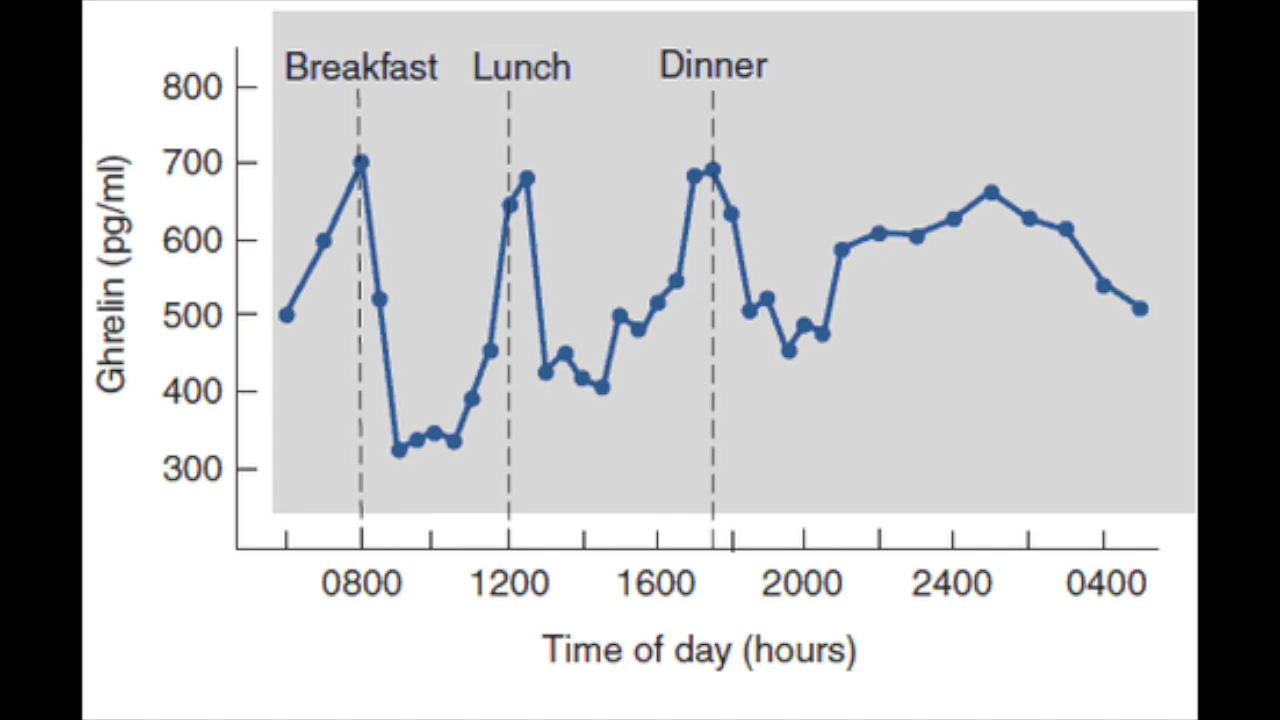 Breakfast Lunch Dinner
800
700
600
500
400
300
Ghrelin (pg/ml)
0800 1200 1600 2000 2400 0400
Time of day (hours)